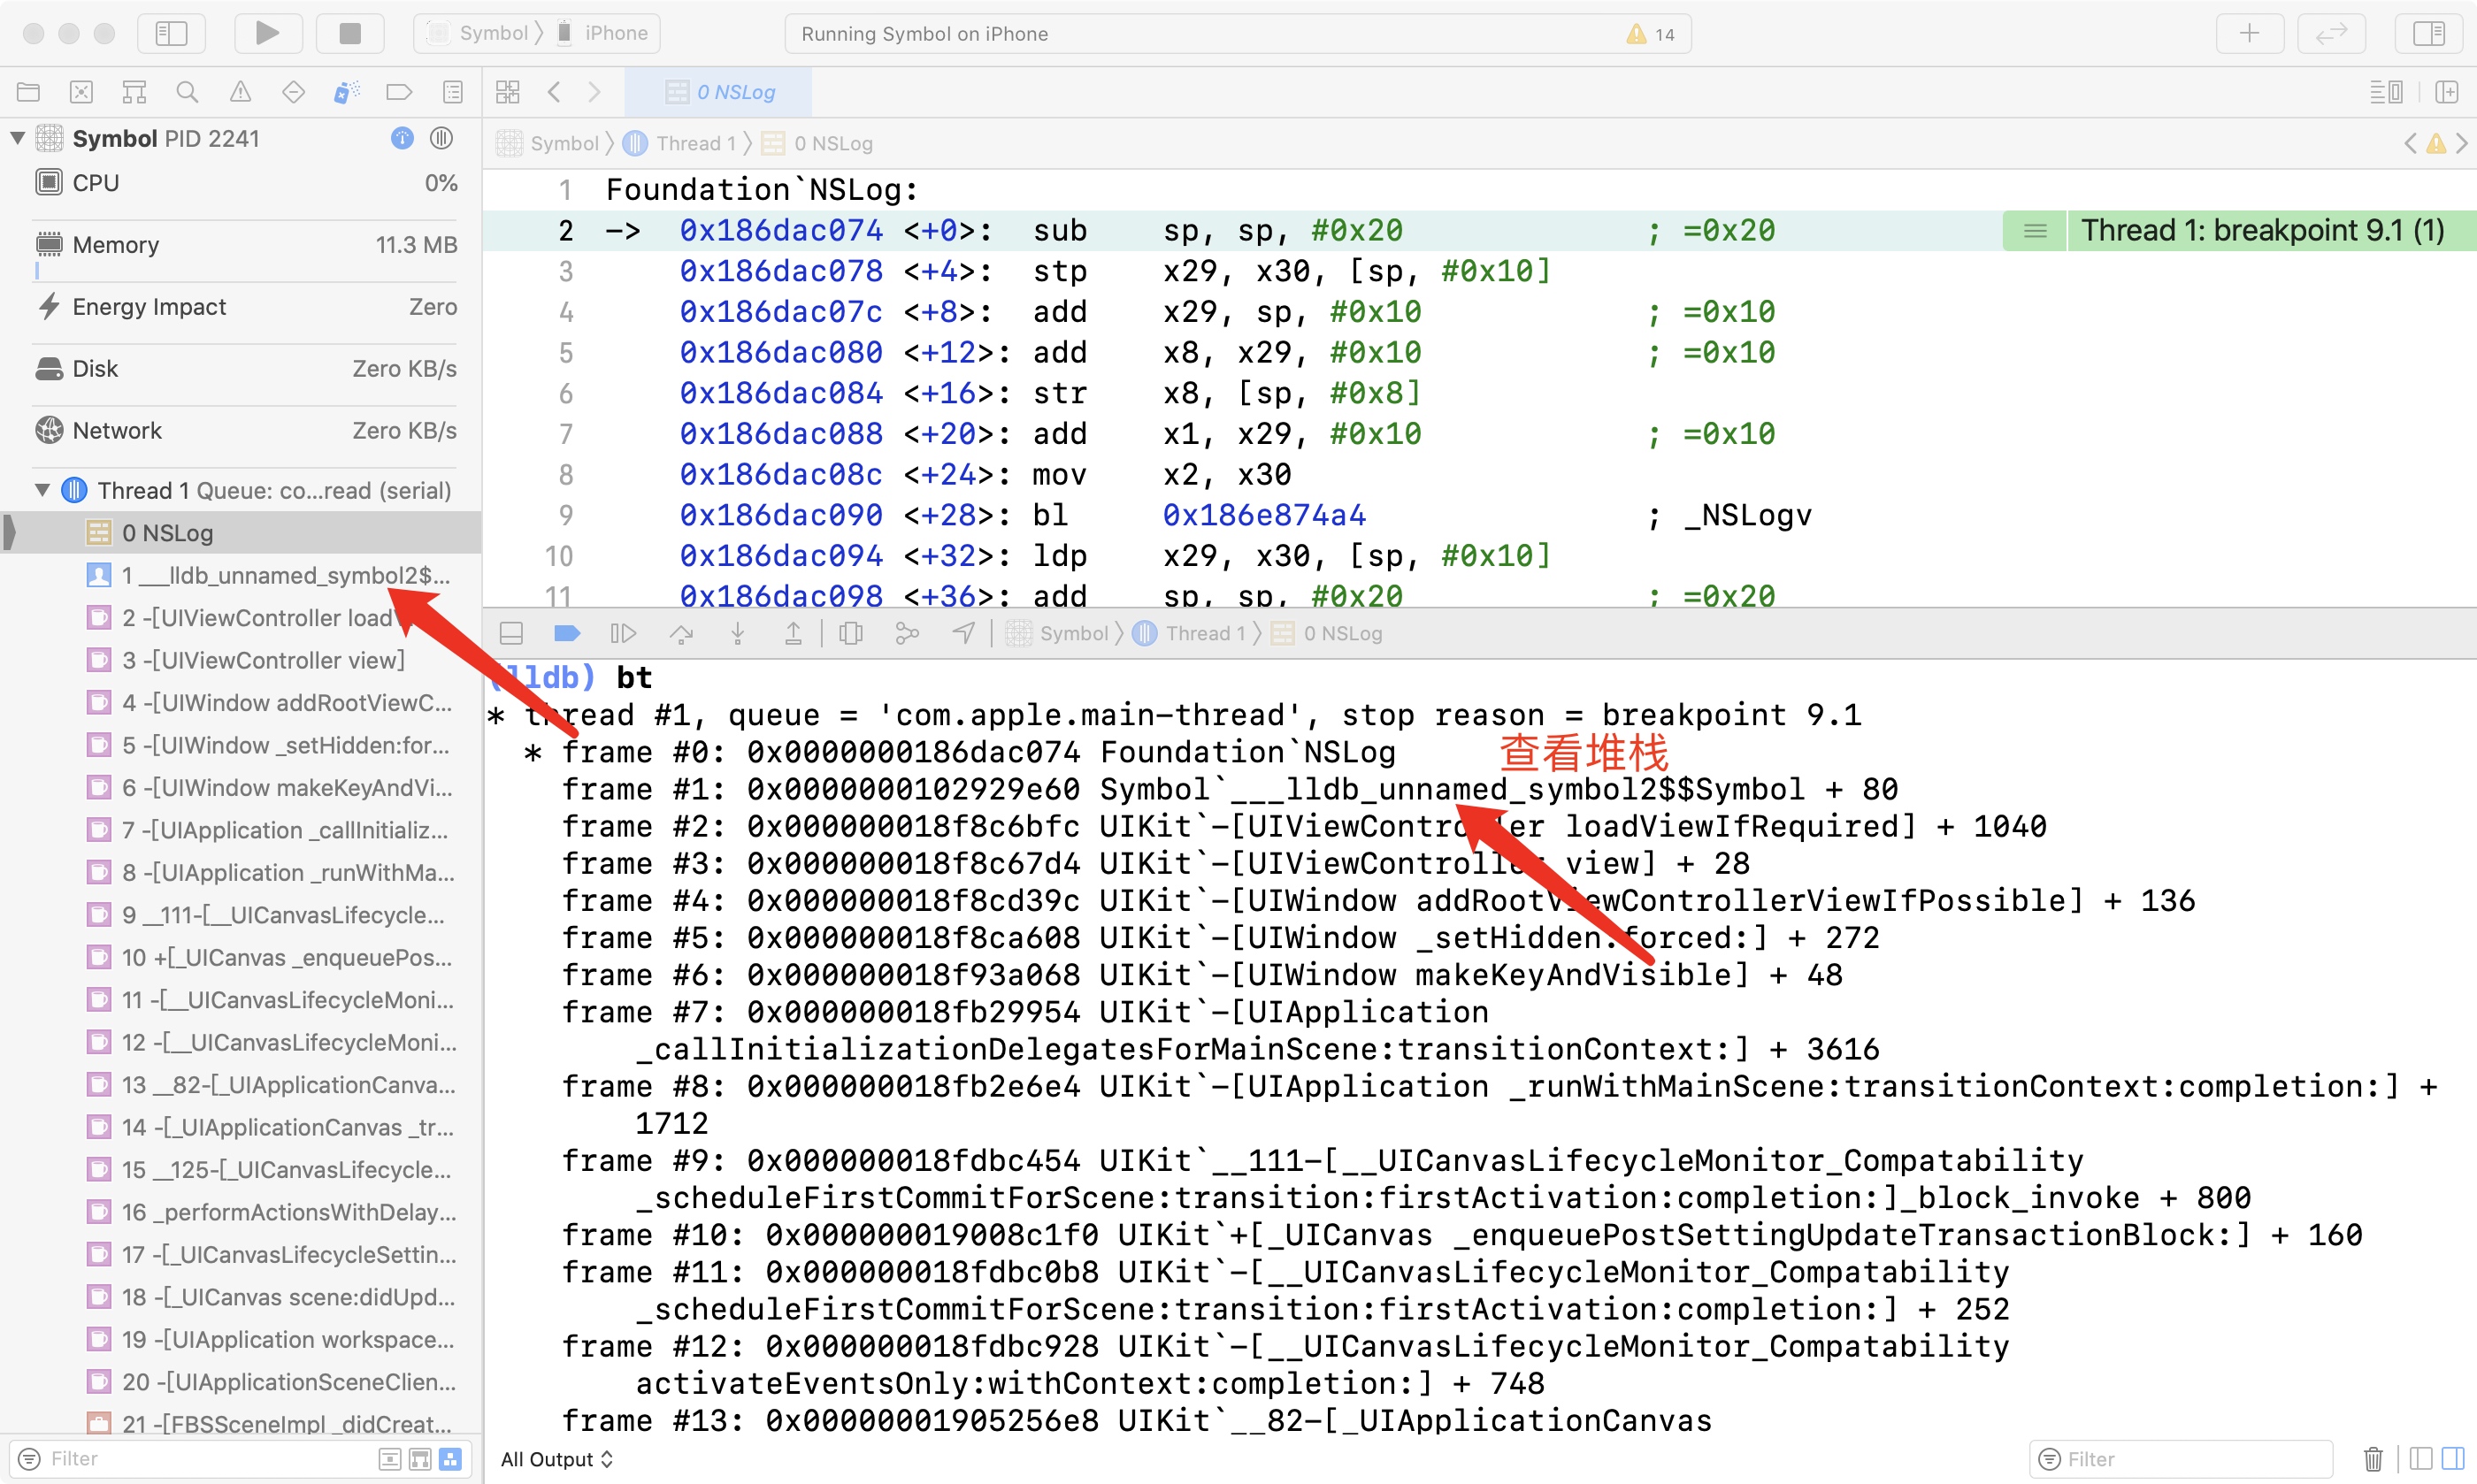 Symbol 〉 iPhone
Running Symbol on iPhone
14
0 NSLog
Symbol PID 2241
CPU 0%
Memory 11.3 MB
Energy Impact Zero
Disk Zero KB/s
Network Zero KB/s
Thread 1 Queue: co...read (serial)
0 NSLog
1 ___lldb_unnamed_symbol2$...
2 -[UIViewController loadV
3 -[UIViewController view]
4 -[UIWindow addRootViewC...
5 -[UIWindow _setHidden:for...
6 -[UIWindow makeKeyAndVi...
7 -[UIApplication _callInitializ...
8 -[UIApplication _runWithMa...
9 __111-[__UICanvasLifecycle...
10 +[_UICanvas _enqueuePos...
11 -[__UICanvasLifecycleMoni...
12 -[__UICanvasLifecycleMoni...
13 __82-[_UIApplicationCanva...
14 -[_UIApplicationCanvas _tr...
15 __125-[_UICanvasLifecycle...
16 _performActionsWithDelay...
17 -[_UICanvasLifecycleSettin...
18 -[_UICanvas scene:didUpd...
19 -[UIApplication workspace...
20 -[UIApplicationSceneClien...
21 -[FBSSceneImpl _didCreat...
Filter
Symbol 〉 Thread 1 〉 0 NSLog
1 Foundation`NSLog:
2 -> 0x186dac074 <+0>: sub sp, sp, #0x20 ; =0x20
Thread 1: breakpoint 9.1 (1)
3 0x186dac078 <+4>: stp x29, x30, [sp, #0x10]
4 0x186dac07c <+8>: add x29, sp, #0x10 ; =0x10
5 0x186dac080 <+12>: add x8, x29, #0x10 ; =0x10
6 0x186dac084 <+16>: str x8, [sp, #0x8]
7 0x186dac088 <+20>: add x1, x29, #0x10 ; =0x10
8 0x186dac08c <+24>: mov x2, x30
9 0x186dac090 <+28>: bl 0x186e874a4 ; _NSLogv
10 0x186dac094 <+32>: ldp x29, x30, [sp, #0x10]
11 0x186dac098 <+36>: add sp, sp, #0x20 ; =0x20
Symbol 〉 Thread 1 〉 0 NSLog
(lldb) bt
* thread #1, queue = 'com.apple.main-thread', stop reason = breakpoint 9.1
* frame #0: 0x0000000186dac074 Foundation`NSLog
查看堆栈
frame #1: 0x0000000102929e60 Symbol`___lldb_unnamed_symbol2$$Symbol + 80
frame #2: 0x000000018f8c6bfc UIKit`-[UIViewController loadViewIfRequired] + 1040
frame #3: 0x000000018f8c67d4 UIKit`-[UIViewController view] + 28
frame #4: 0x000000018f8cd39c UIKit`-[UIWindow addRootViewControllerViewIfPossible] + 136
frame #5: 0x000000018f8ca608 UIKit`-[UIWindow _setHidden:forced:] + 272
frame #6: 0x000000018f93a068 UIKit`-[UIWindow makeKeyAndVisible] + 48
frame #7: 0x000000018fb29954 UIKit`-[UIApplication
_callInitializationDelegatesForMainScene:transitionContext:] + 3616
frame #8: 0x000000018fb2e6e4 UIKit`-[UIApplication _runWithMainScene:transitionContext:completion:] +
1712
frame #9: 0x000000018fdbc454 UIKit`__111-[__UICanvasLifecycleMonitor_Compatability
_scheduleFirstCommitForScene:transition:firstActivation:completion:]_block_invoke + 800
frame #10: 0x000000019008c1f0 UIKit`+[_UICanvas _enqueuePostSettingUpdateTransactionBlock:] + 160
frame #11: 0x000000018fdbc0b8 UIKit`-[__UICanvasLifecycleMonitor_Compatability
_scheduleFirstCommitForScene:transition:firstActivation:completion:] + 252
frame #12: 0x000000018fdbc928 UIKit`-[__UICanvasLifecycleMonitor_Compatability
activateEventsOnly:withContext:completion:] + 748
frame #13: 0x00000001905256e8 UIKit`__82-[_UIApplicationCanvas
All Output
Filter